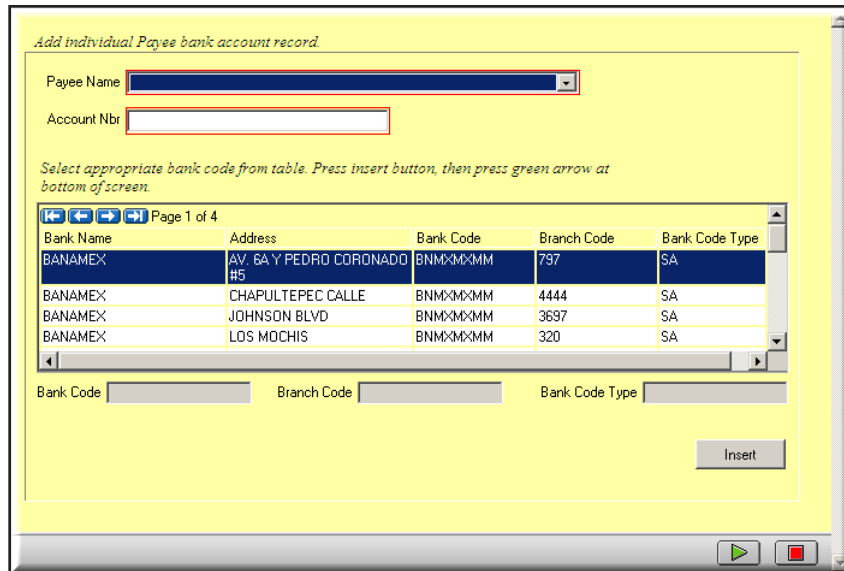 Add individual Payee bank account record.
Payee Name
Account Nbr
Select appropriate bank code from table. Press insert button, then press green arrow at
bottom of screen.
Page 1 of 4
Bank Name Address Bank Code Branch Code Bank Code Type
BANAMEX AV. 6A Y PEDRO CORONADO BNMXMXMM 797 SA
#5
BANAMEX CHAPULTEPEC CALLE BNMXMXMM 4444 SA
BANAMEX JOHNSON BLVD BNMXMXMM 3697 SA
BANAMEX LOS MOCHIS BNMXMXMM 320 SA
Bank Code Branch Code Bank Code Type
Insert